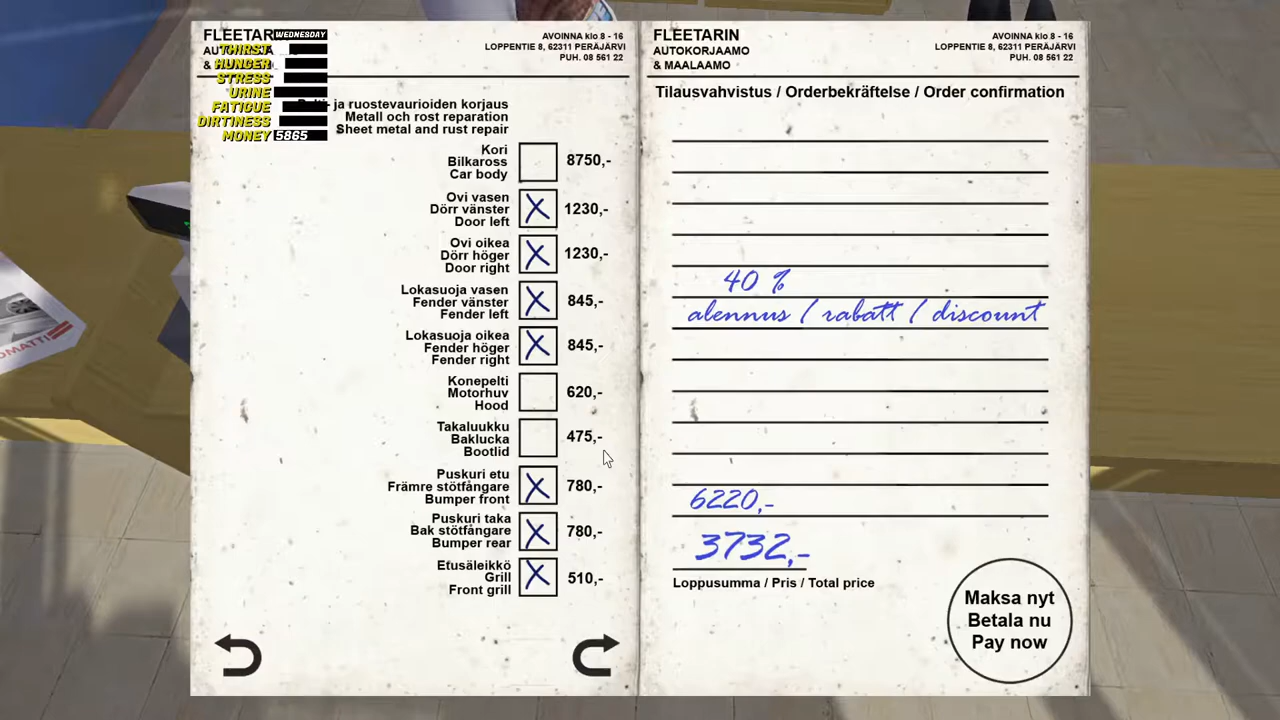 FLEETARIN
WEDNESDAY
AVOINNA klo 8 - 16
LOPPENTIE 8, 62311 PERÄJÄRVI
PUH. 08 561 22
THIRST
HUNGER
STRESS
URINE
FATIGUE
DIRTINESS
MONEY 5865
& MAALAAMO
ja ruostevaurioiden korjaus
Metall och rost reparation
Sheet metal and rust repair
Kori
Bilkaross
Car body
8750,-
Ovi vasen
Dörr vänster
Door left
1230,-
Ovi oikea
Dörr höger
Door right
1230,-
Lokasuoja vasen
Fender vänster
Fender left
845,-
Lokasuoja oikea
Fender höger
Fender right
845,-
Konepelti
Motorhuv
Hood
620,-
Takaluukku
Baklucka
Bootlid
475,-
Puskuri etu
Främre stötfångare
Bumper front
780,-
Puskuri taka
Bak stötfångare
Bumper rear
780,-
Etusäleikkö
Grill
Front grill
510,-
FLEETARIN
AUTOKORJAAMO
& MAALAAMO
AVOINNA klo 8 - 16
LOPPENTIE 8, 62311 PERÄJÄRVI
PUH. 08 561 22
Tilausvahvistus / Orderbekräftelse / Order confirmation
40 %
alennus / rabatt / discount
6220,-
3732,-
Loppusumma / Pris / Total price
Maksa nyt
Betala nu
Pay now